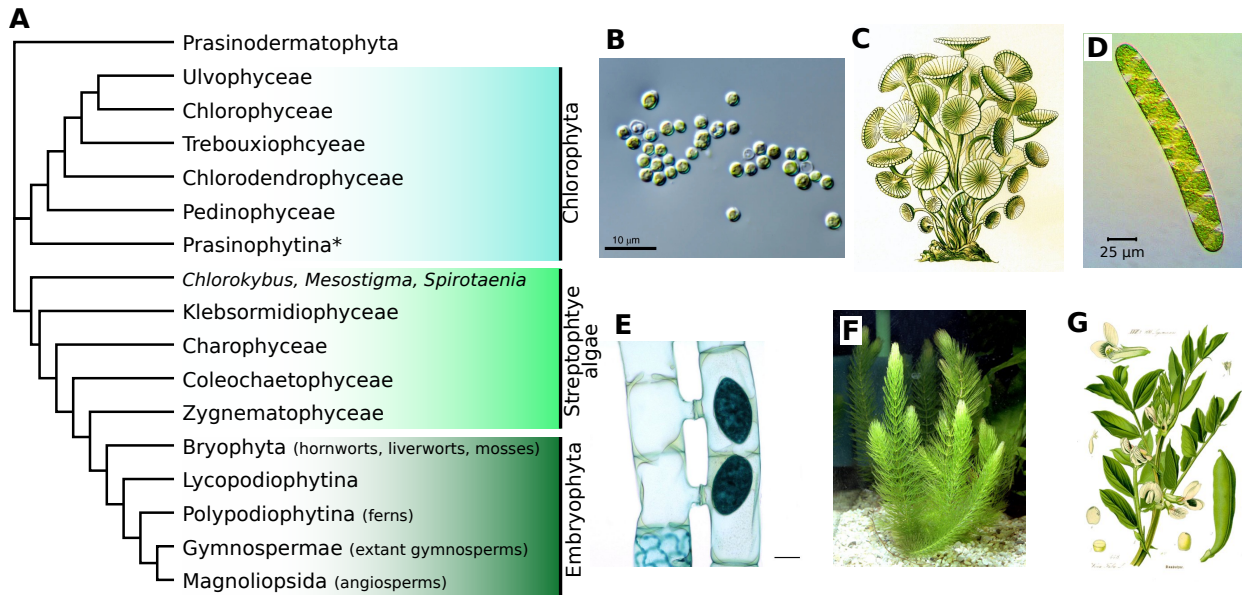 A
Prasinodermatophyta
Ulvophyceae
Chlorophyceae
Trebouxiophcyeae
Chlorodendrophyceae
Pedinophyceae
Prasinophytina*
Chlorophyta
Chlorokybus, Mesostigma, Spirotaenia
Klebsormidiophyceae
Charophyceae
Coleochaetophyceae
Zygnematophyceae
Streptophtye
algae
Bryophyta (hornworts, liverworts, mosses)
Lycopodiophytina
Polypodiophytina (ferns)
Gymnospermae (extant gymnosperms)
Magnoliopsida (angiosperms)
Embryophyta
B
10 µm
C
D
25 µm
E
F
G